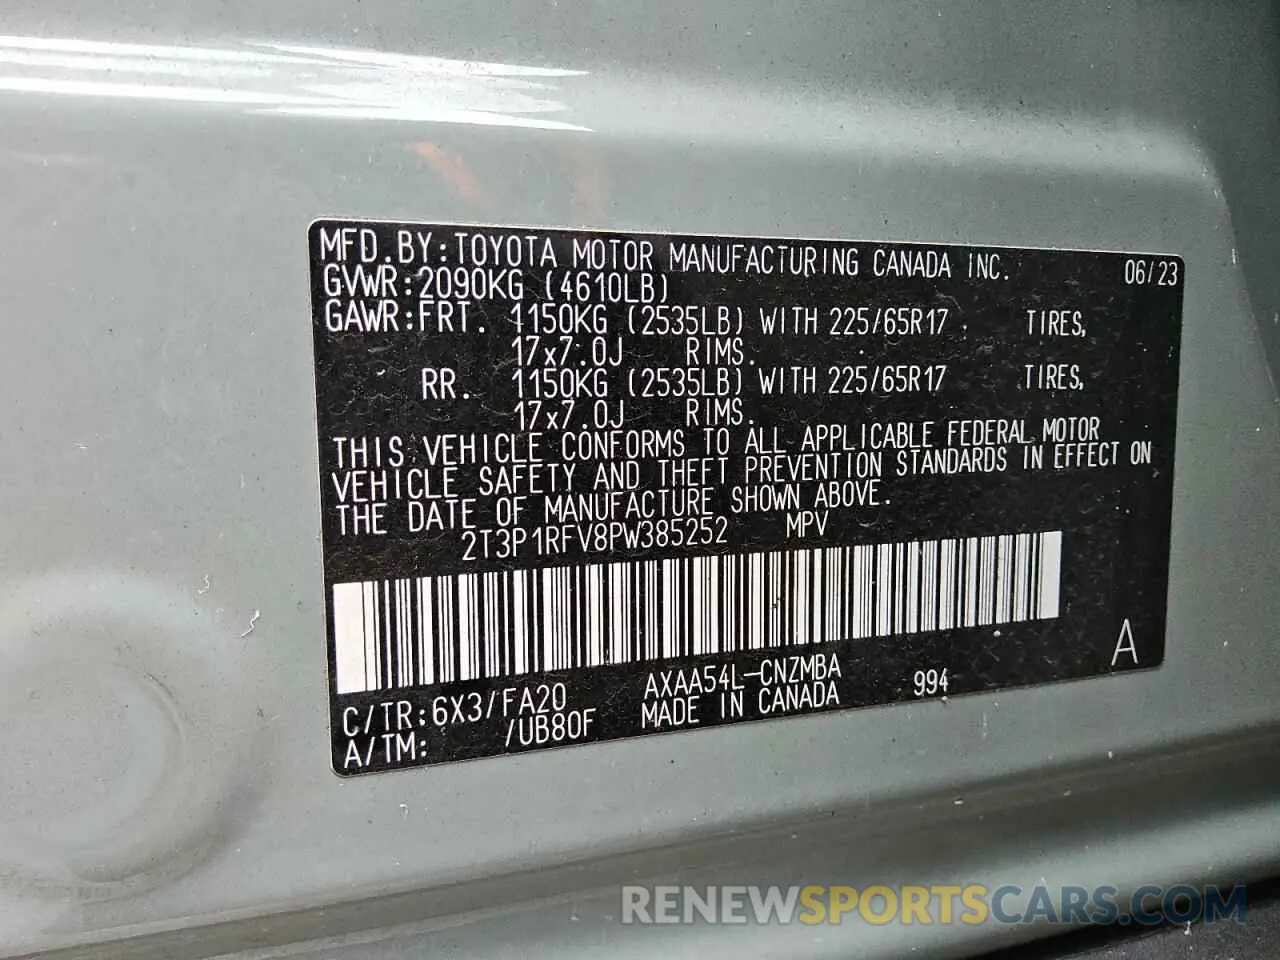 MFD.BY:TOYOTA MOTOR MANUFACTURING CANADA INC. 06/23
GVWR:2090KG (4610LB)
GAWR:FRT. 1150KG (2535LB) WITH 225/65R17 TIRES,
17x7.0J RIMS.
RR. 1150KG (2535LB) WITH 225/65R17 TIRES,
17x7.0J RIMS.
THIS VEHICLE CONFORMS TO ALL APPLICABLE FEDERAL MOTOR
VEHICLE SAFETY AND THEFT PREVENTION STANDARDS IN EFFECT ON
THE DATE OF MANUFACTURE SHOWN ABOVE.
2T3P1RFV8PW385252 MPV
A
C/TR:6X3/FA20 AXAA54L-CNZMBA 994
A/TM: /UB80F MADE IN CANADA
RENEWSPORTSCARS.COM